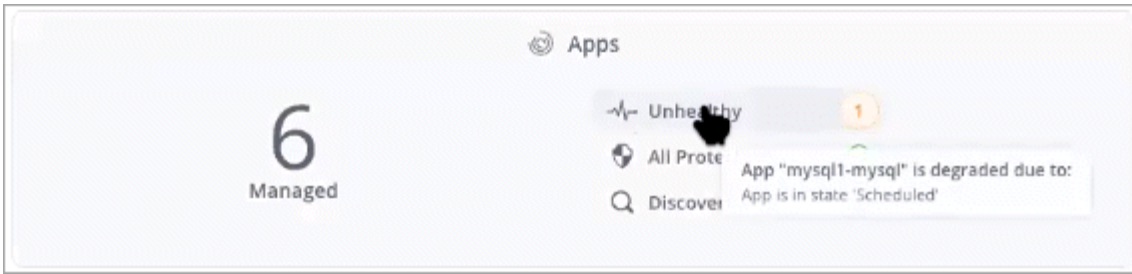 Apps
6
Managed
Unhealthy
1
All Prote
App "mysql1-mysql" is degraded due to:
App is in state 'Scheduled'
Discove